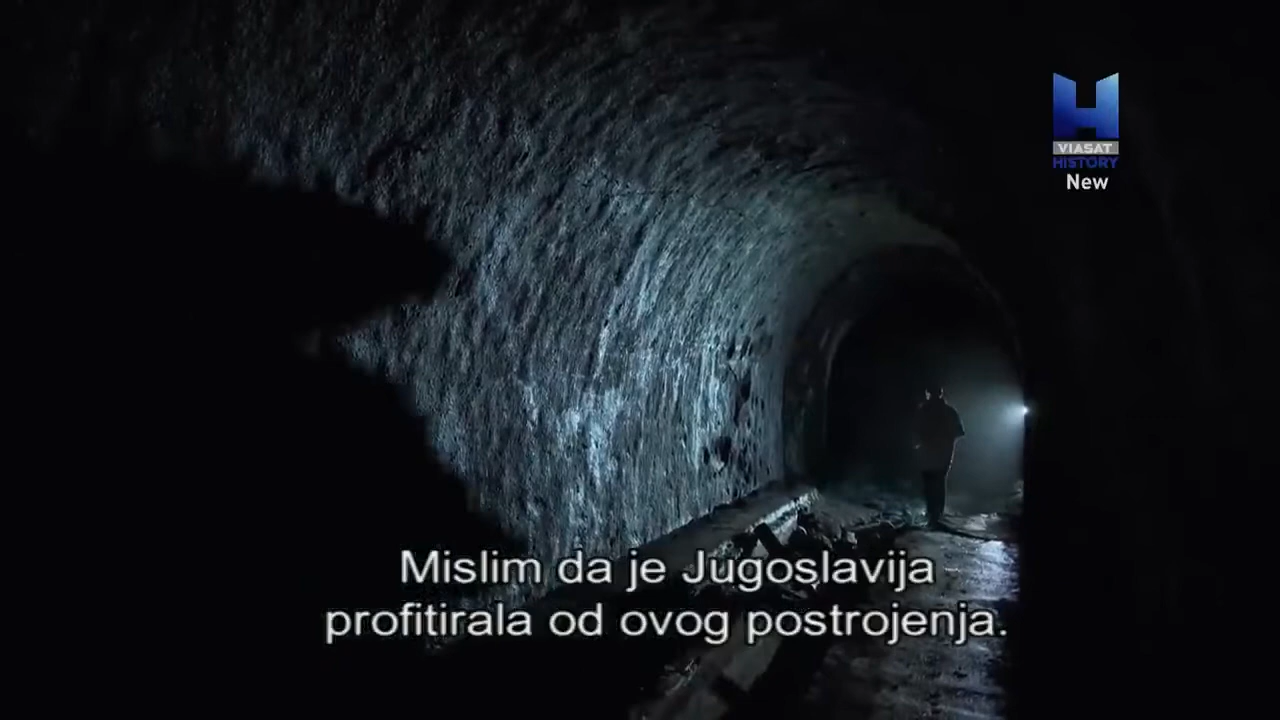 VIASAT
HISTORY
New
Mislim da je Jugoslavija
profitirala od ovog postrojenja.